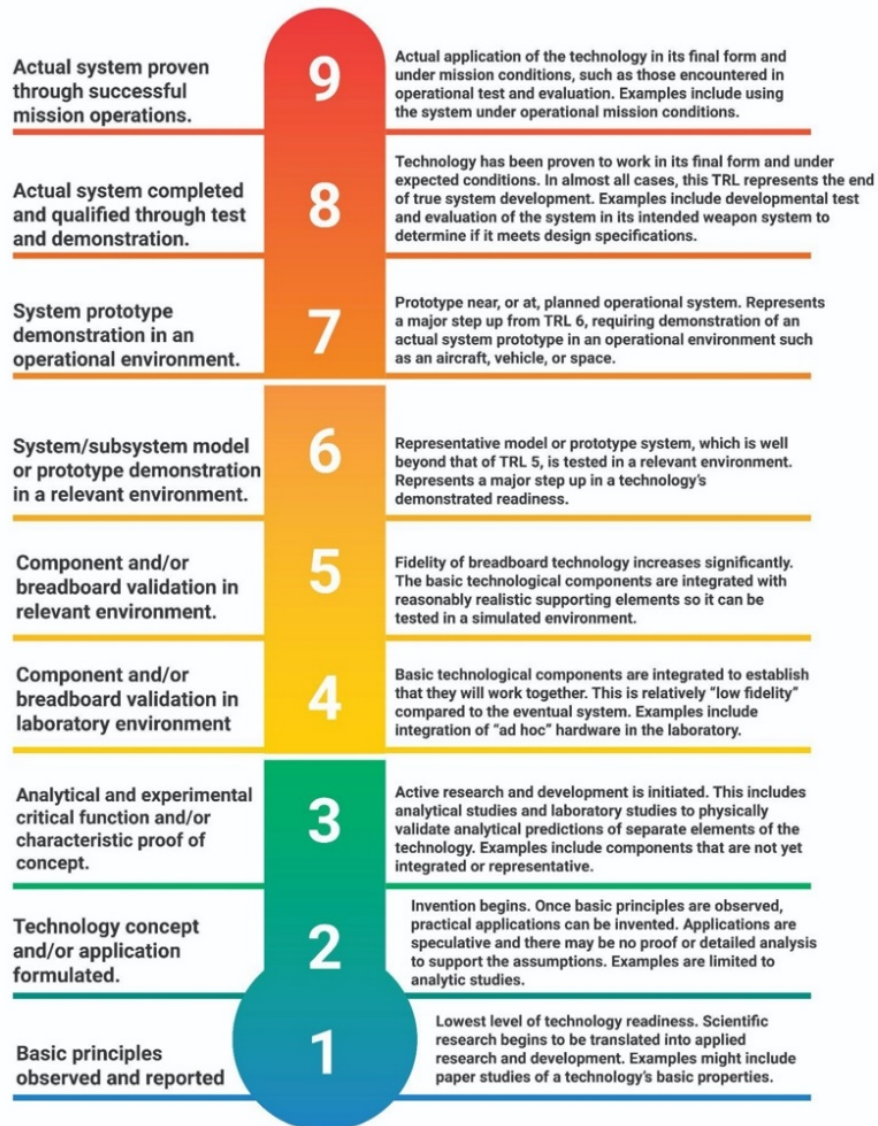 Actual system proven
through successful
mission operations.
9
Actual application of the technology in its final form and
under mission conditions, such as those encountered in
operational test and evaluation. Examples include using
the system under operational mission conditions.
Actual system completed
and qualified through test
and demonstration.
8
Technology has been proven to work in its final form and under
expected conditions. In almost all cases, this TRL represents the end
of true system development. Examples include developmental test
and evaluation of the system in its intended weapon system to
determine if it meets design specifications.
System prototype
demonstration in an
operational environment.
7
Prototype near, or at, planned operational system. Represents
a major step up from TRL 6, requiring demonstration of an
actual system prototype in an operational environment such
as an aircraft, vehicle, or space.
System/subsystem model
or prototype demonstration
in a relevant environment.
6
Representative model or prototype system, which is well
beyond that of TRL 5, is tested in a relevant environment.
Represents a major step up in a technology's
demonstrated readiness.
Component and/or
breadboard validation in
relevant environment.
5
Fidelity of breadboard technology increases significantly.
The basic technological components are integrated with
reasonably realistic supporting elements so it can be
tested in a simulated environment.
Component and/or
breadboard validation in
laboratory environment
4
Basic technological components are integrated to establish
that they will work together. This is relatively “low fidelity”
compared to the eventual system. Examples include
integration of “ad hoc” hardware in the laboratory.
Analytical and experimental
critical function and/or
characteristic proof of
concept.
3
Active research and development is initiated. This includes
analytical studies and laboratory studies to physically
validate analytical predictions of separate elements of the
technology. Examples include components that are not yet
integrated or representative.
Technology concept
and/or application
formulated.
2
Invention begins. Once basic principles are observed,
practical applications can be invented. Applications are
speculative and there may be no proof or detailed analysis
to support the assumptions. Examples are limited to
analytic studies.
Basic principles
observed and reported
1
Lowest level of technology readiness. Scientific
research begins to be translated into applied
research and development. Examples might include
paper studies of a technology's basic properties.